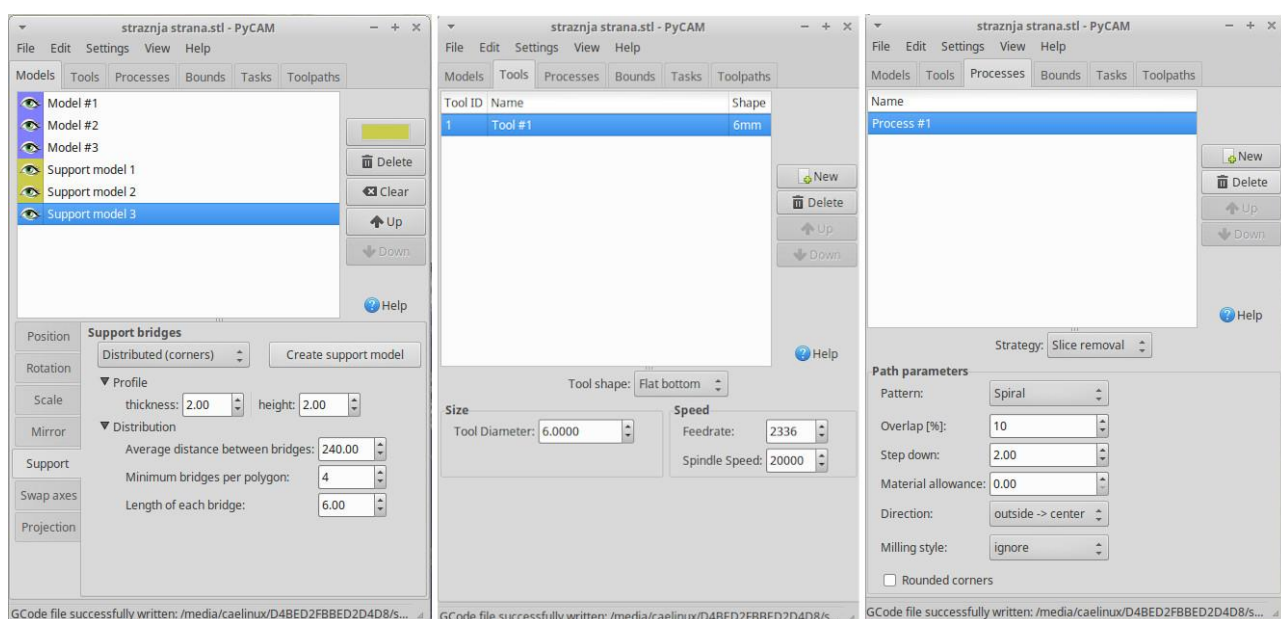 straznja strana.stl - PyCAM
File Edit Settings View Help
Models Tools Processes Bounds Tasks Toolpaths
Model #1
Model #2
Model #3
Support model 1
Support model 2
Support model 3
Delete
Clear
Up
Down
Help
Position
Rotation
Scale
Mirror
Support
Swap axes
Projection
Support bridges
Distributed (corners) Create support model
Profile
thickness: 2.00 height: 2.00
Distribution
Average distance between bridges: 240.00
Minimum bridges per polygon: 4
Length of each bridge: 6.00
GCode file successfully written: /media/caelinux/D4BED2FBBED2D4D8/s...
straznja strana.stl - PyCAM
File Edit Settings View Help
Models Tools Processes Bounds Tasks Toolpaths
Tool ID Name Shape
1 Tool #1 6mm
New
Delete
Up
Down
Help
Tool shape: Flat bottom
Size
Tool Diameter: 6.0000
Speed
Feedrate: 2336
Spindle Speed: 20000
GCode file successfully written: /media/caelinux/D4BED2FBBED2D4D8/s...
straznja strana.stl - PyCAM
File Edit Settings View Help
Models Tools Processes Bounds Tasks Toolpaths
Name
Process #1
New
Delete
Up
Down
Help
Strategy: Slice removal
Path parameters
Pattern: Spiral
Overlap [%]: 10
Step down: 2.00
Material allowance: 0.00
Direction: outside -> center
Milling style: ignore
Rounded corners
GCode file successfully written: /media/caelinux/D4BED2FBBED2D4D8/s...